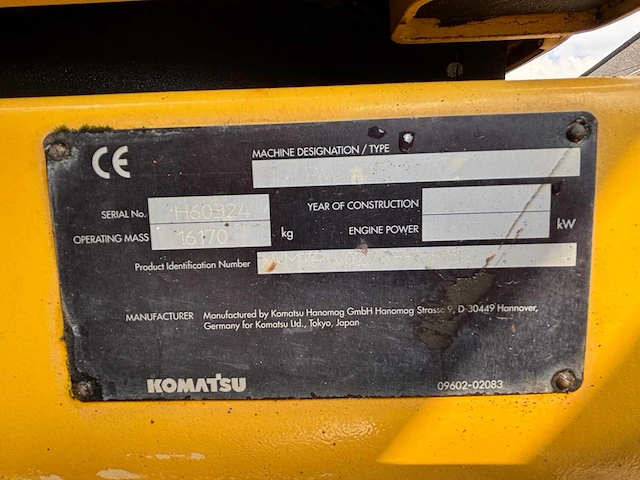 CE
MACHINE DESIGNATION / TYPE
SERIAL No. H60324
YEAR OF CONSTRUCTION
OPERATING MASS 16170 kg
ENGINE POWER kW
Product Identification Number
MANUFACTURER Manufactured by Komatsu Hanomag GmbH Hanomag Strasse 9, D-30449 Hannover,
Germany for Komatsu Ltd., Tokyo, Japan
KOMATSU
09602-02083